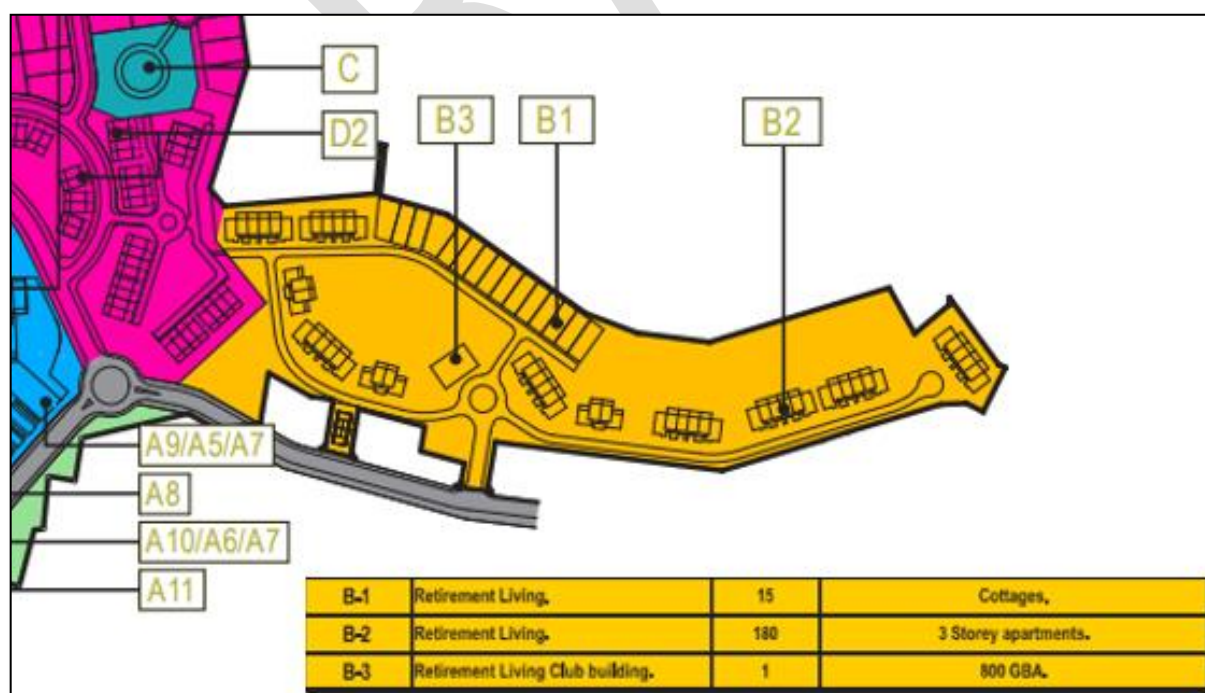 C
B3 B1 B2
D2
A9/A5/A7
A8
A10/A6/A7
A11
B-1 Retirement Living. 15 Cottages.
B-2 Retirement Living. 180 3 Storey apartments.
B-3 Retirement Living Club building. 1 800 GBA.